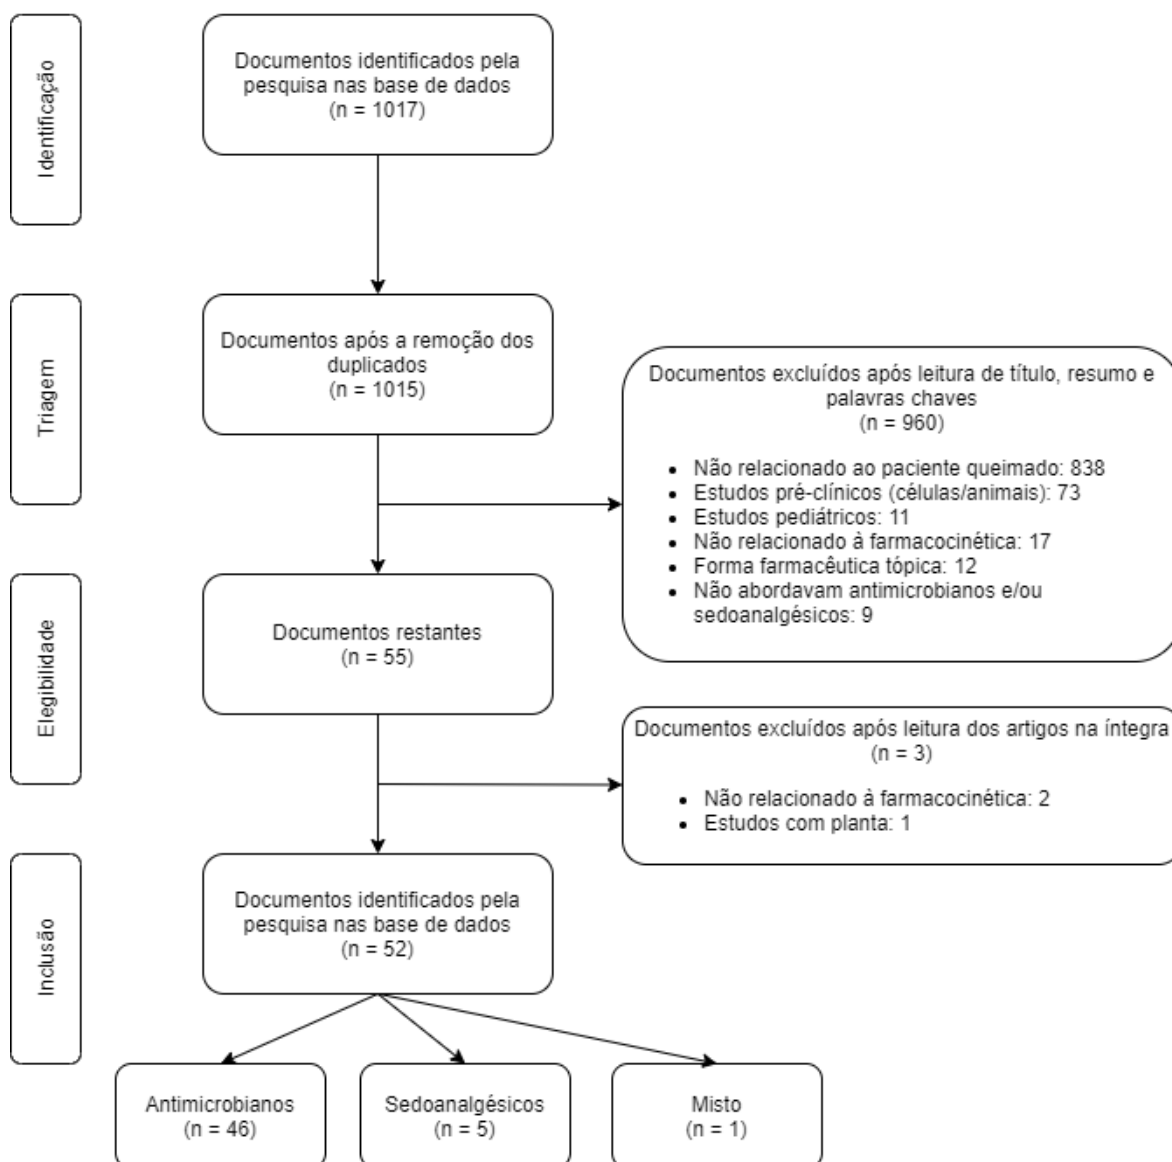 Identificação
Documentos identificados pela
pesquisa nas base de dados
(n = 1017)
Triagem
Documentos após a remoção dos
duplicados
(n = 1015)
Documentos excluídos após leitura de título, resumo e
palavras chaves
(n = 960)
• Não relacionado ao paciente queimado: 838
• Estudos pré-clínicos (células/animais): 73
• Estudos pediátricos: 11
• Não relacionado à farmacocinética: 17
• Forma farmacêutica tópica: 12
• Não abordavam antimicrobianos e/ou
sedoanalgésicos: 9
Elegibilidade
Documentos restantes
(n = 55)
Documentos excluídos após leitura dos artigos na íntegra
(n = 3)
• Não relacionado à farmacocinética: 2
• Estudos com planta: 1
Inclusão
Documentos identificados pela
pesquisa nas base de dados
(n = 52)
Antimicrobianos
(n = 46)
Sedoanalgésicos
(n = 5)
Misto
(n = 1)